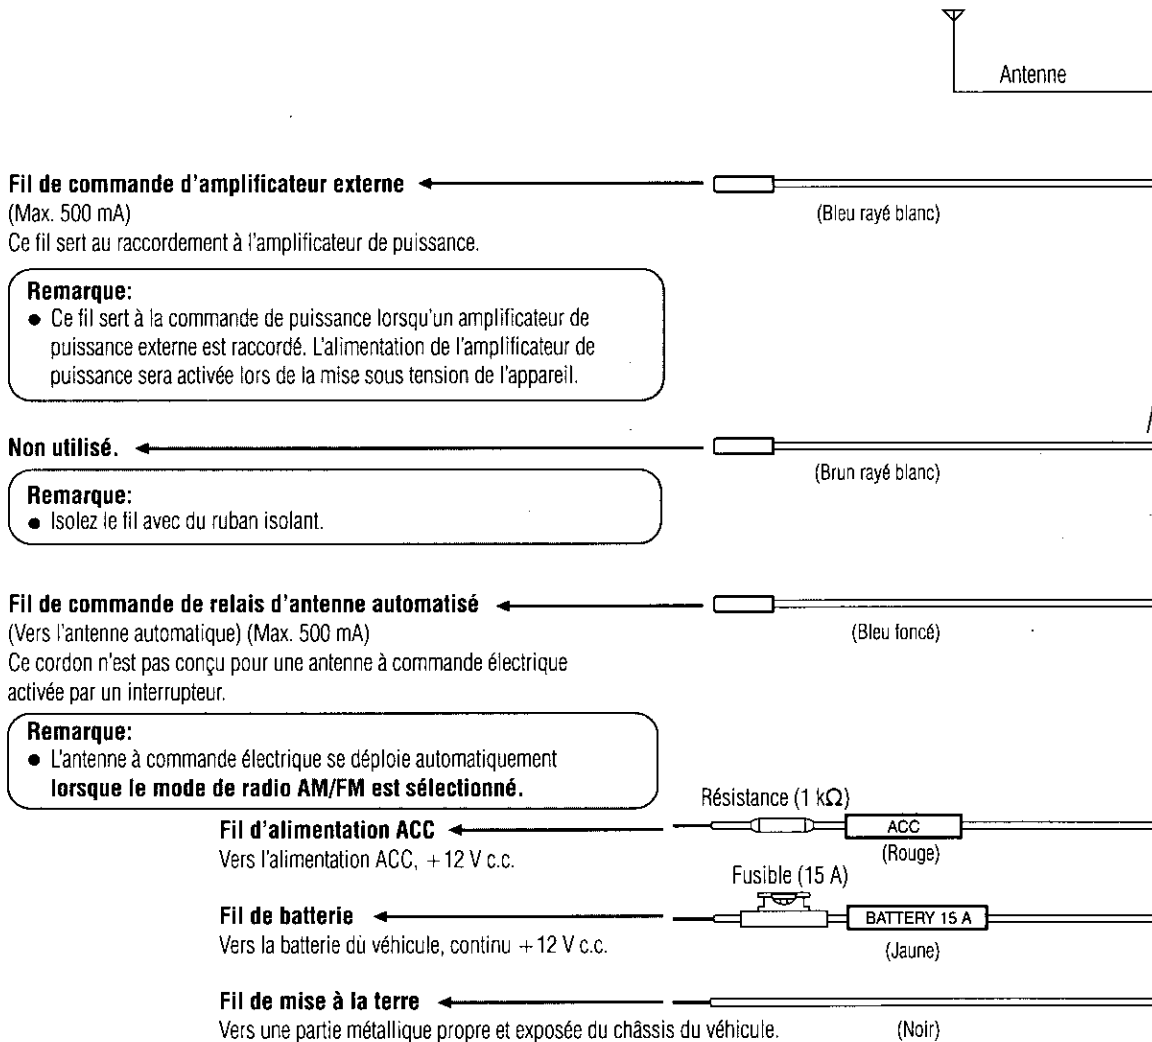 Antenne
Fil de commande d'amplificateur externe
(Max. 500 mA)
(Bleu rayé blanc)
Ce fil sert au raccordement à l'amplificateur de puissance.
Remarque:
● Ce fil sert à la commande de puissance lorsqu'un amplificateur de
puissance externe est raccordé. L'alimentation de l'amplificateur de
puissance sera activée lors de la mise sous tension de l'appareil.
Non utilisé.
(Brun rayé blanc)
Remarque:
● Isolez le fil avec du ruban isolant.
Fil de commande de relais d'antenne automatisé
(Vers l'antenne automatique) (Max. 500 mA)
(Bleu foncé)
Ce cordon n'est pas conçu pour une antenne à commande électrique
activée par un interrupteur.
Remarque:
● L'antenne à commande électrique se déploie automatiquement
lorsque le mode de radio AM/FM est sélectionné.
Résistance (1 kΩ)
Fil d'alimentation ACC
ACC
Vers l'alimentation ACC, +12 V c.c.
(Rouge)
Fusible (15 A)
Fil de batterie
BATTERY 15 A
Vers la batterie du véhicule, continu +12 V c.c.
(Jaune)
Fil de mise à la terre
Vers une partie métallique propre et exposée du châssis du véhicule.
(Noir)